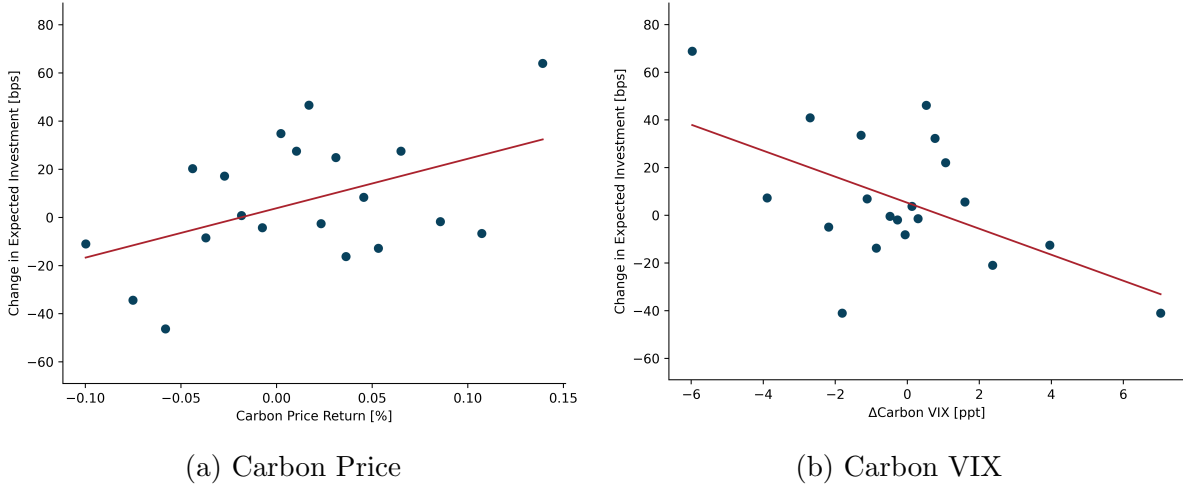 80
60
40
20
0
−20
−40
−60
Change in Expected Investment [bps]
−0.10 −0.05 0.00 0.05 0.10 0.15
Carbon Price Return [%]
(a) Carbon Price
80
60
40
20
0
−20
−40
−60
Change in Expected Investment [bps]
−6 −4 −2 0 2 4 6
ΔCarbon VIX [ppt]
(b) Carbon VIX